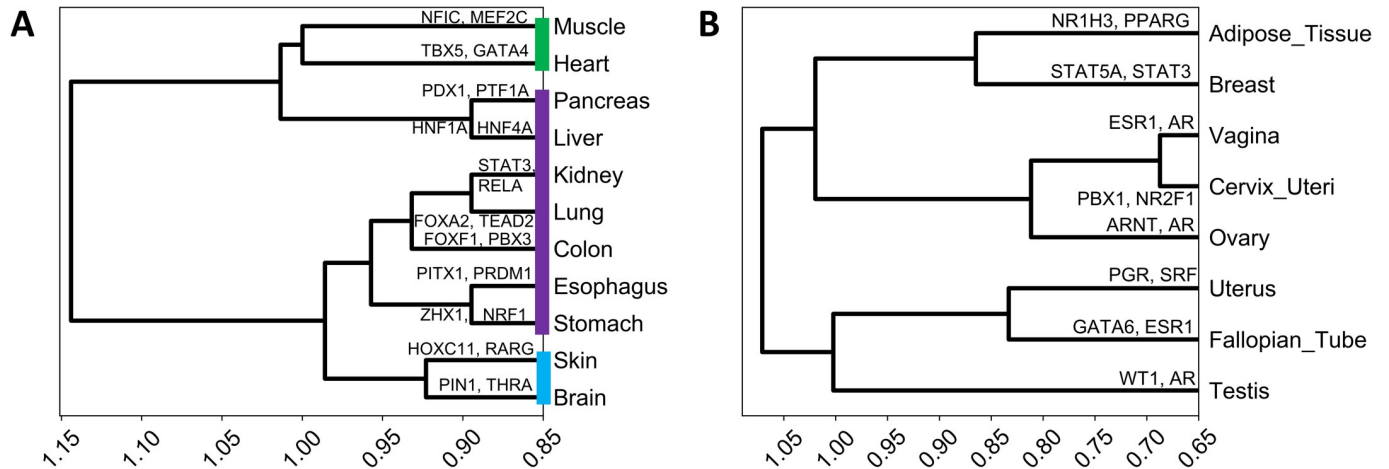 A
NFIC, MEF2C
Muscle
TBX5, GATA4
Heart
PDX1, PTF1A
Pancreas
HNF1A, HNF4A
Liver
STAT3,
Kidney
RELA
Lung
FOXA2, TEAD2
FOXF1, PBX3
Colon
PITX1, PRDM1
Esophagus
ZHX1, NRF1
Stomach
HOXC11, RARG
Skin
PIN1, THRA
Brain
1.15 1.10 1.05 1.00 0.95 0.90 0.85
B
NR1H3, PPARG
Adipose_Tissue
STAT5A, STAT3
Breast
ESR1, AR
Vagina
Cervix_Uteri
PBX1, NR2F1
ARNT, AR
Ovary
PGR, SRF
Uterus
GATA6, ESR1
Fallopian_Tube
WT1, AR
Testis
1.05 1.00 0.95 0.90 0.85 0.80 0.75 0.70 0.65